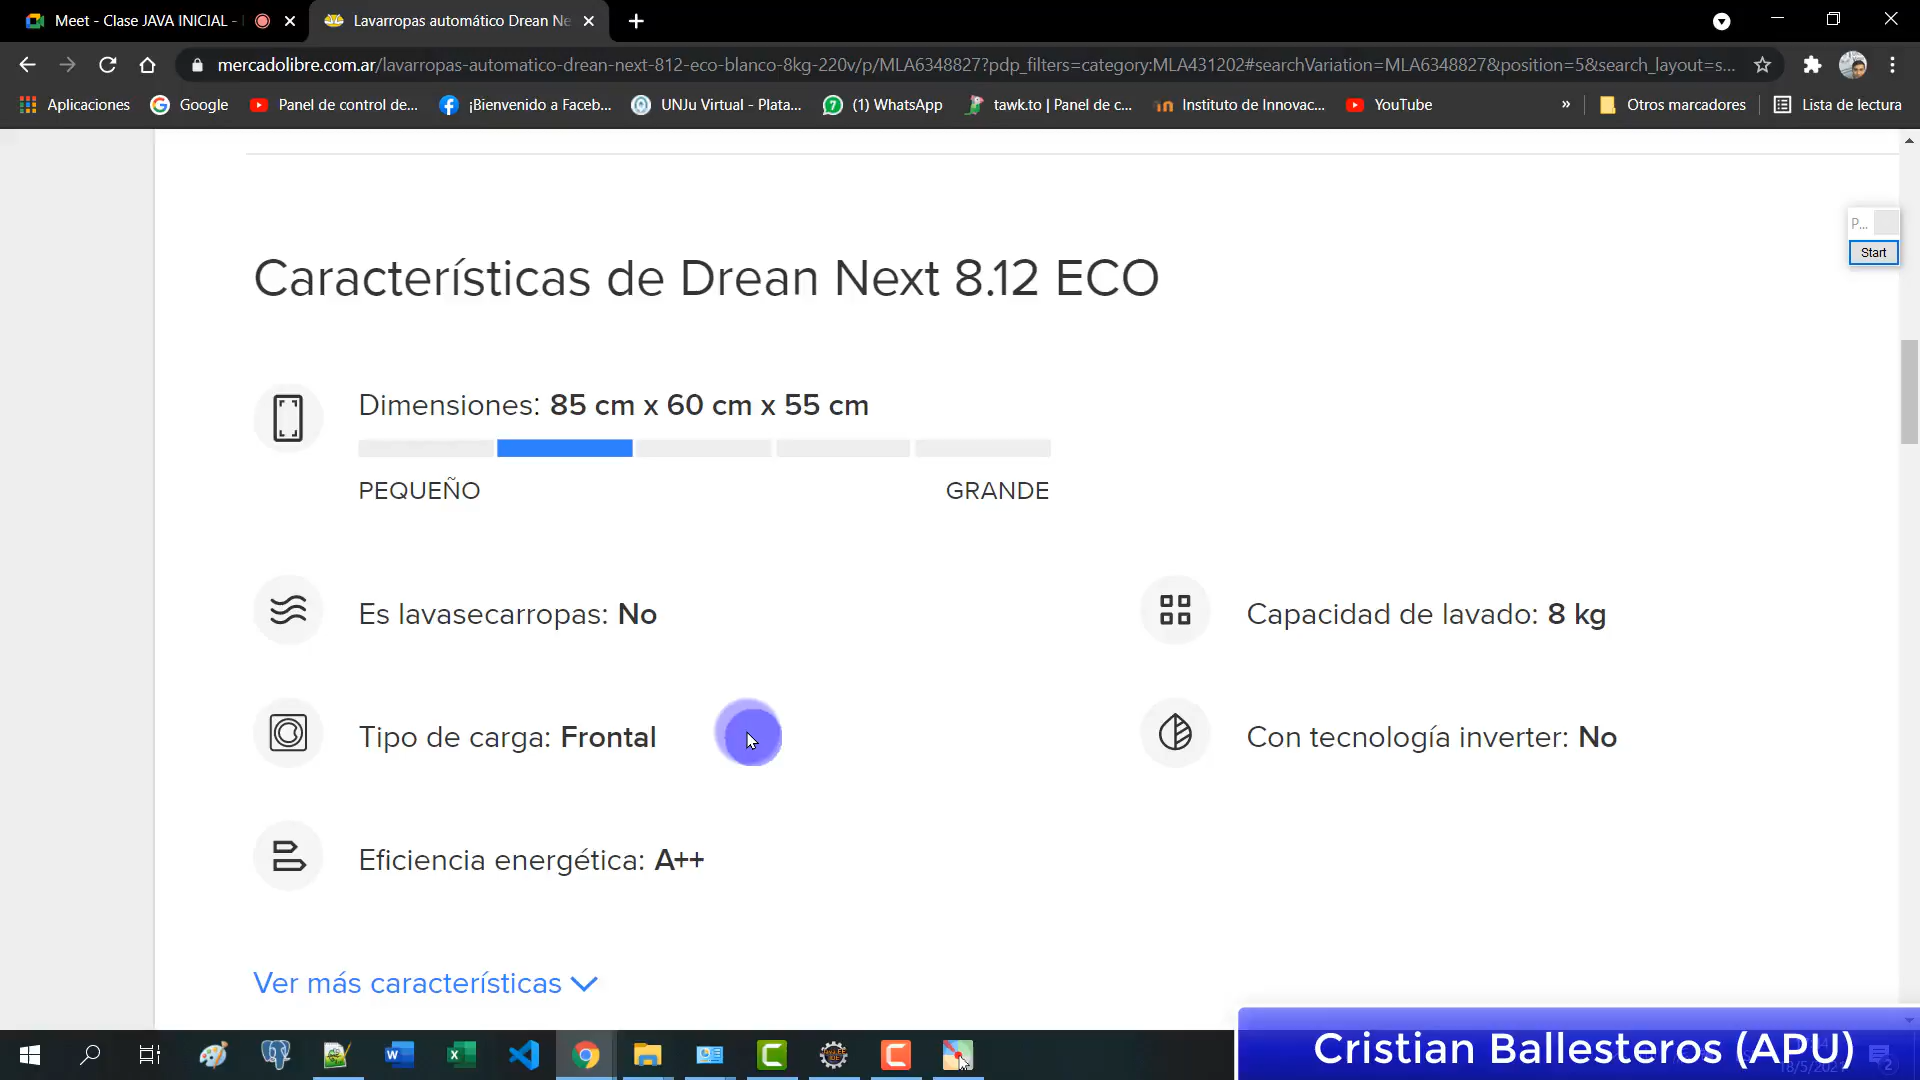 Meet - Clase JAVA INICIAL -
Lavarropas automático Drean Ne
mercadolibre.com.ar/lavarropas-automatico-drean-next-812-eco-blanco-8kg-220v/p/MLA6348827?pdp_filters=category:MLA431202#searchVariation=MLA6348827&position=5&search_layout=s...
Aplicaciones Google Panel de control de... ¡Bienvenido a Faceb... UNJu Virtual - Plata... (1) WhatsApp tawk.to | Panel de c... Instituto de Innovac... YouTube » Otros marcadores Lista de lectura
P...
Start
Características de Drean Next 8.12 ECO
Dimensiones: 85 cm x 60 cm x 55 cm
PEQUEÑO GRANDE
Es lavasecarropas: No
Capacidad de lavado: 8 kg
Tipo de carga: Frontal
Con tecnología inverter: No
Eficiencia energética: A++
Ver más características
Cristian Ballesteros (APU)